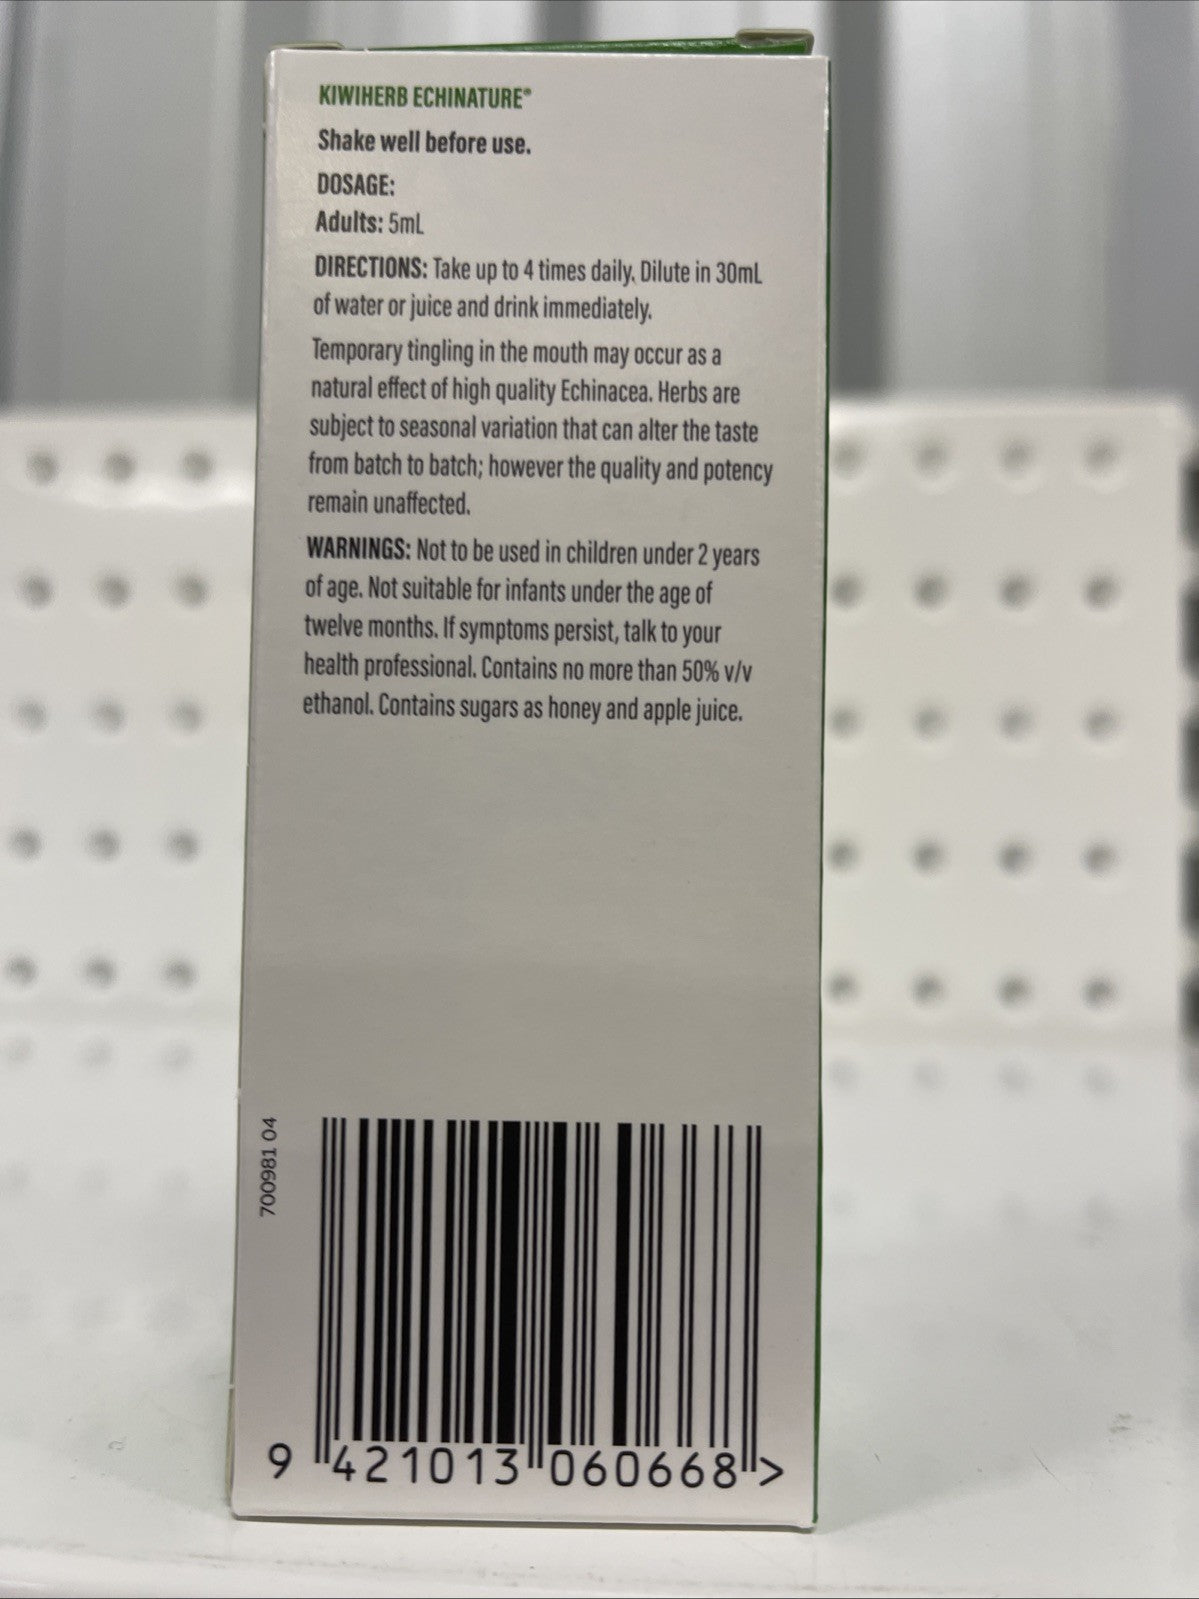 KIWIHERB ECHINATURE®
Shake well before use.
DOSAGE:
Adults: 5mL
DIRECTIONS: Take up to 4 times daily. Dilute in 30mL
of water or juice and drink immediately.
Temporary tingling in the mouth may occur as a
natural effect of high quality Echinacea. Herbs are
subject to seasonal variation that can alter the taste
from batch to batch; however the quality and potency
remain unaffected.
WARNINGS: Not to be used in children under 2 years
of age. Not suitable for infants under the age of
twelve months. If symptoms persist, talk to your
health professional. Contains no more than 50% v/v
ethanol. Contains sugars as honey and apple juice.
700981 04
9 421013 060668 >